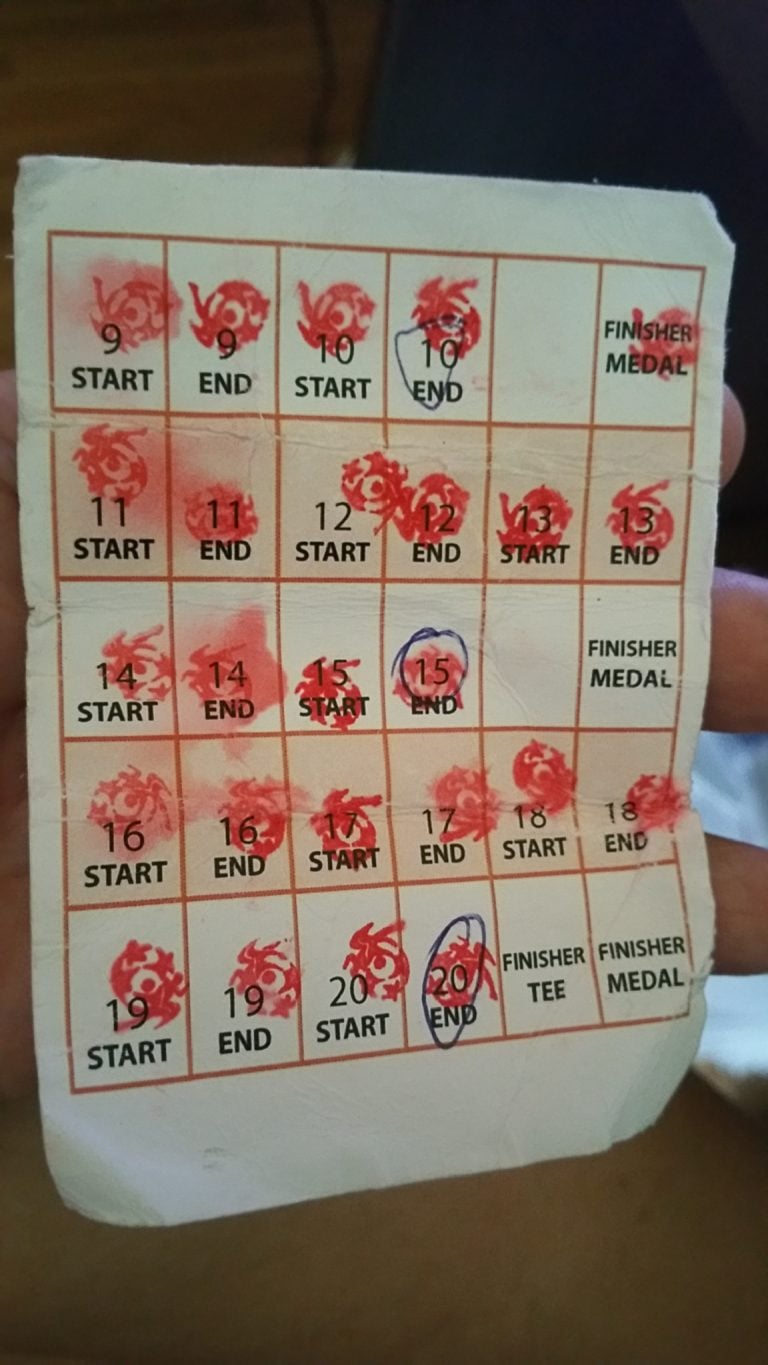 9 START
9 END
10 START
10 END
FINISHER MEDAL
11 START
11 END
12 START
12 END
13 START
13 END
14 START
14 END
15 START
15 END
FINISHER MEDAL
16 START
16 END
17 START
17 END
18 START
18 END
19 START
19 END
20 START
20 END
FINISHER TEE
FINISHER MEDAL